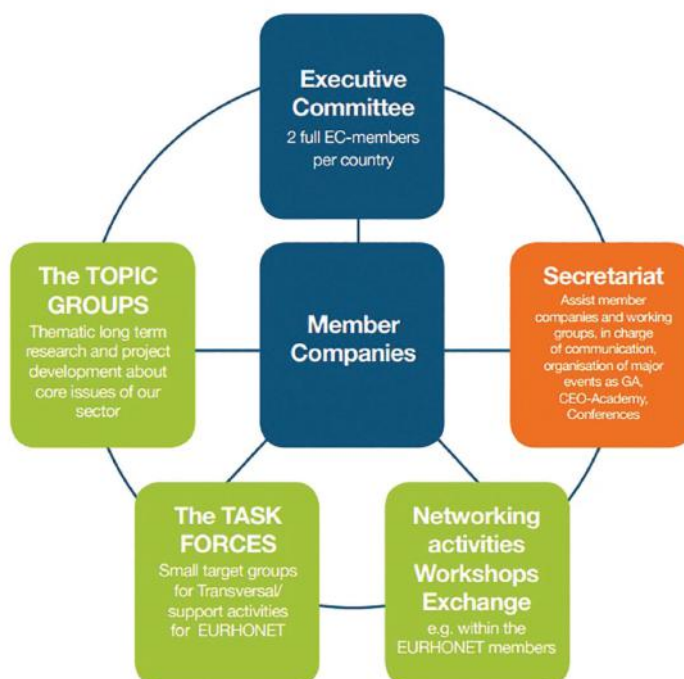 Executive
Committee
2 full EC-members
per country
The TOPIC
GROUPS
Thematic long term
research and project
development about
core issues of our
sector
Member
Companies
Secretariat
Assist member
companies and working
groups, in charge
of communication,
organisation of major
events as GA,
CEO-Academy,
Conferences
The TASK
FORCES
Small target groups
for Transversal/
support activities
for EURHONET
Networking
activities
Workshops
Exchange
e.g. within the
EURHONET members